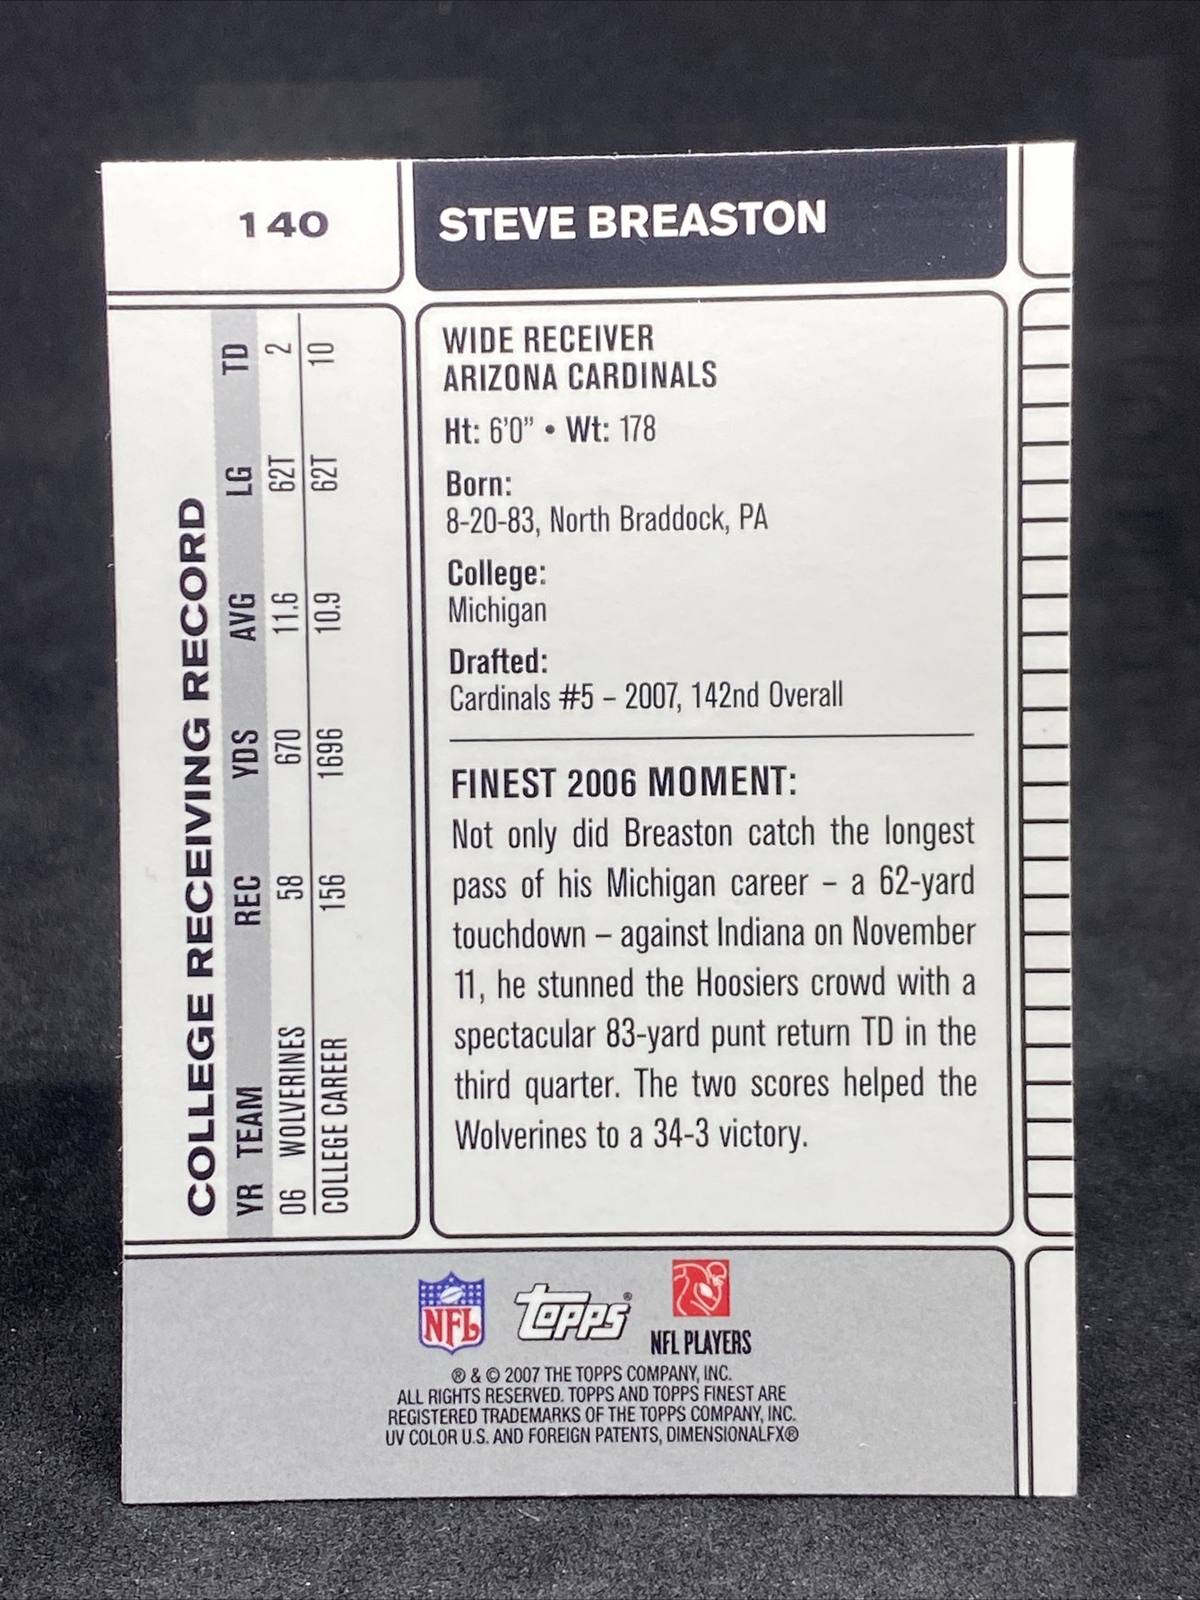 140
STEVE BREASTON
COLLEGE RECEIVING RECORD
YR TEAM REC YDS AVG LG TD
06 WOLVERINES 58 670 11.6 62T 2
COLLEGE CAREER 156 1696 10.9 62T 10
WIDE RECEIVER
ARIZONA CARDINALS
Ht: 6'0" • Wt: 178
Born:
8-20-83, North Braddock, PA
College:
Michigan
Drafted:
Cardinals #5 – 2007, 142nd Overall
FINEST 2006 MOMENT:
Not only did Breaston catch the longest
pass of his Michigan career – a 62-yard
touchdown – against Indiana on November
11, he stunned the Hoosiers crowd with a
spectacular 83-yard punt return TD in the
third quarter. The two scores helped the
Wolverines to a 34-3 victory.
NFL
Topps®
NFL PLAYERS
® & © 2007 THE TOPPS COMPANY, INC.
ALL RIGHTS RESERVED. TOPPS AND TOPPS FINEST ARE
REGISTERED TRADEMARKS OF THE TOPPS COMPANY, INC.
UV COLOR U.S. AND FOREIGN PATENTS, DIMENSIONALFX®